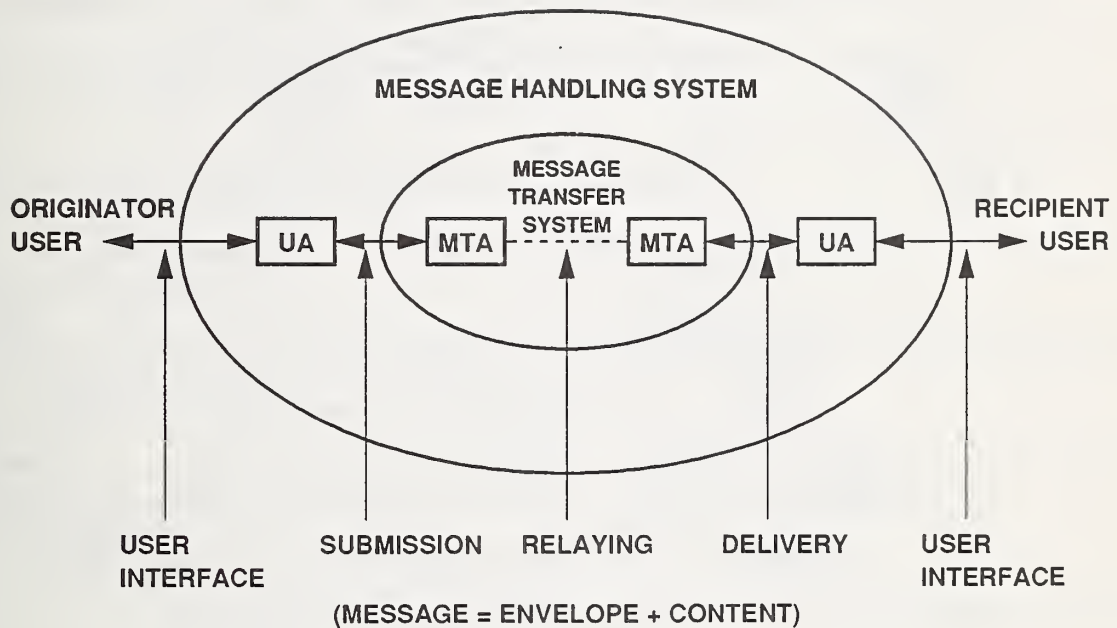 MESSAGE HANDLING SYSTEM
MESSAGE
TRANSFER
SYSTEM
ORIGINATOR
USER
UA
MTA
MTA
UA
RECIPIENT
USER
USER
INTERFACE
SUBMISSION
RELAYING
DELIVERY
USER
INTERFACE
(MESSAGE = ENVELOPE + CONTENT)